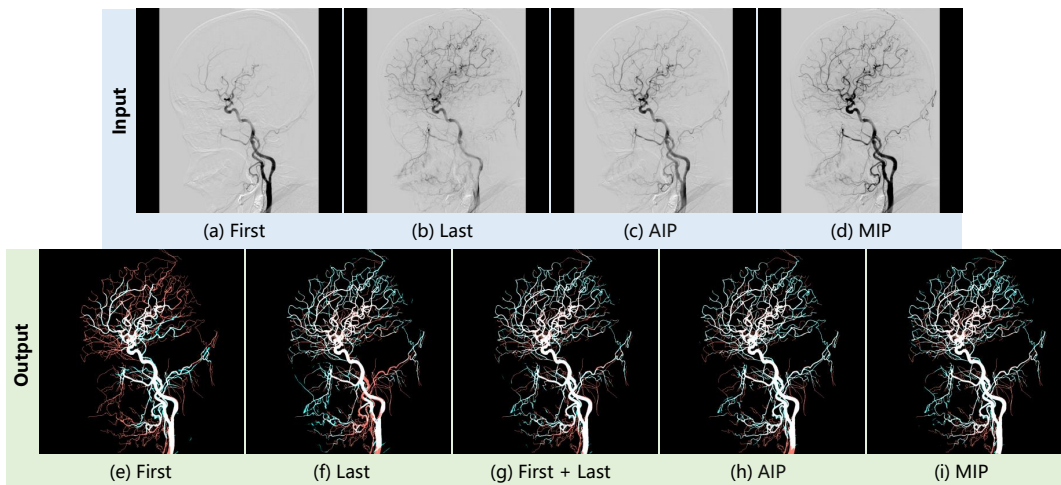 Input
(a) First
(b) Last
(c) AIP
(d) MIP
Output
(e) First
(f) Last
(g) First + Last
(h) AIP
(i) MIP